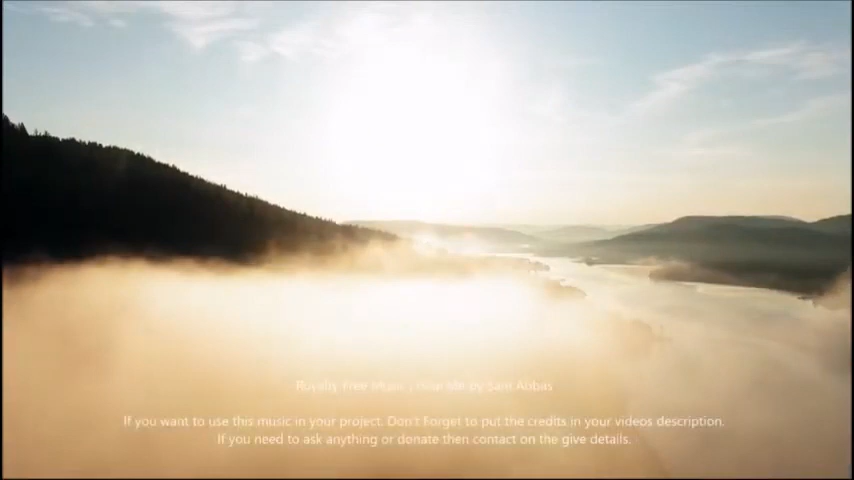 Royalty Free Music by Sani Abbas
If you want to use this music in your project. Don't Forget to put the credits in your videos description.
If you need to ask anything or donate then contact on the give details.